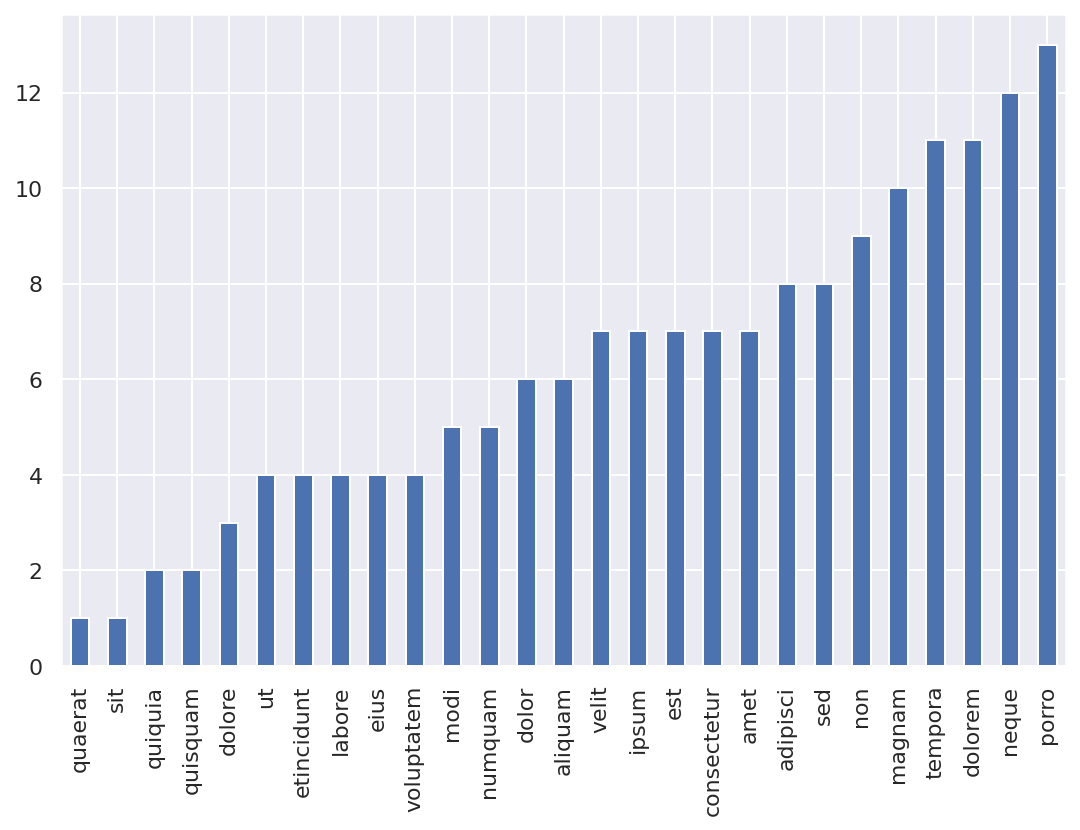 12
10
8
6
4
2
0
quaerat
sit
quiquia
quisquam
dolore
ut
etincidunt
labore
eius
voluptatem
modi
numquam
dolor
aliquam
velit
ipsum
est
consectetur
amet
adipisci
sed
non
magnam
tempora
dolorem
neque
porro